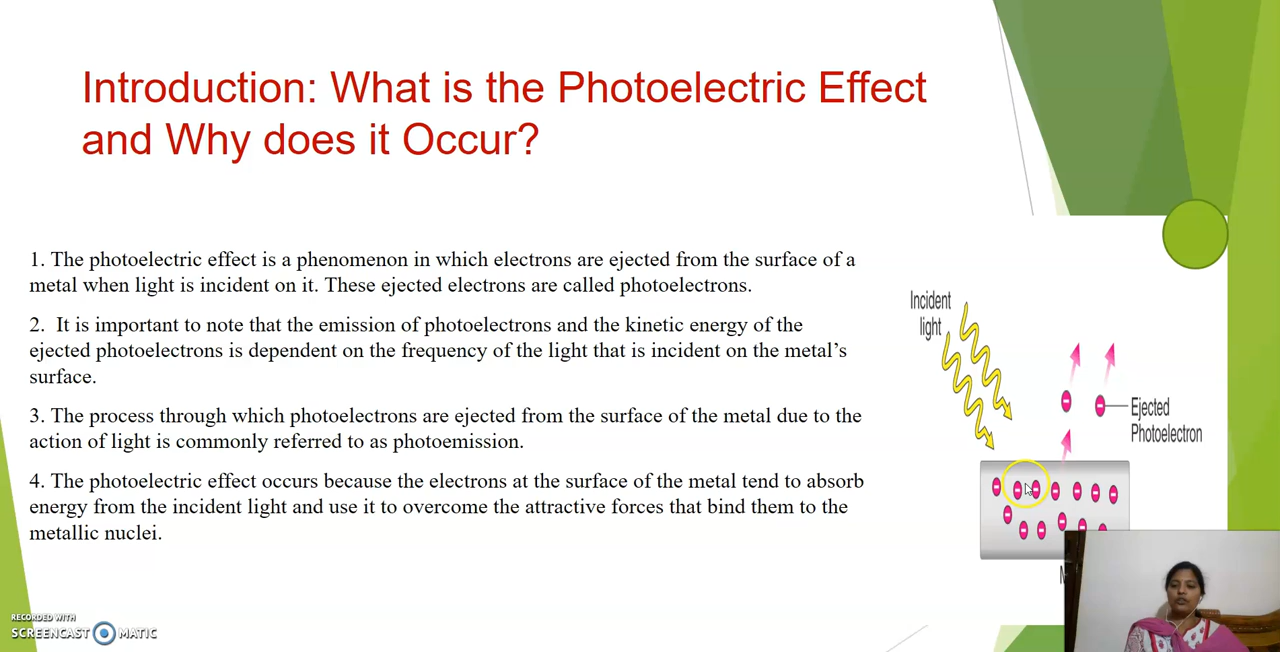 Introduction: What is the Photoelectric Effect
and Why does it Occur?
1. The photoelectric effect is a phenomenon in which electrons are ejected from the surface of a
metal when light is incident on it. These ejected electrons are called photoelectrons.
2.  It is important to note that the emission of photoelectrons and the kinetic energy of the
ejected photoelectrons is dependent on the frequency of the light that is incident on the metal’s
surface.
3. The process through which photoelectrons are ejected from the surface of the metal due to the
action of light is commonly referred to as photoemission.
4. The photoelectric effect occurs because the electrons at the surface of the metal tend to absorb
energy from the incident light and use it to overcome the attractive forces that bind them to the
metallic nuclei.
Incident
light
Ejected
Photoelectron
RECORDED WITH
SCREENCAST MATIC